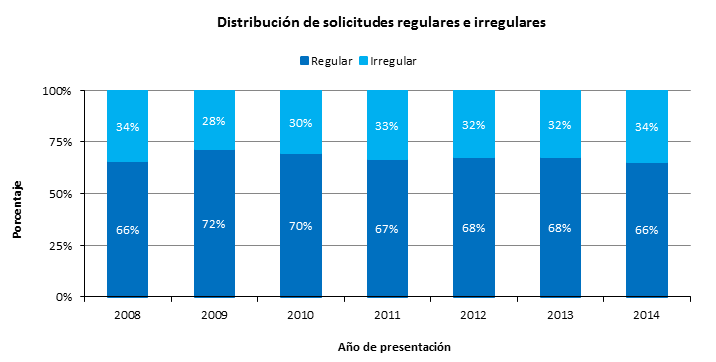 Distribución de solicitudes regulares e irregulares
Regular Irregular
100%
75%
50%
25%
0%
Porcentaje
34% 28% 30% 33% 32% 32% 34%
66% 72% 70% 67% 68% 68% 66%
2008 2009 2010 2011 2012 2013 2014
Año de presentación